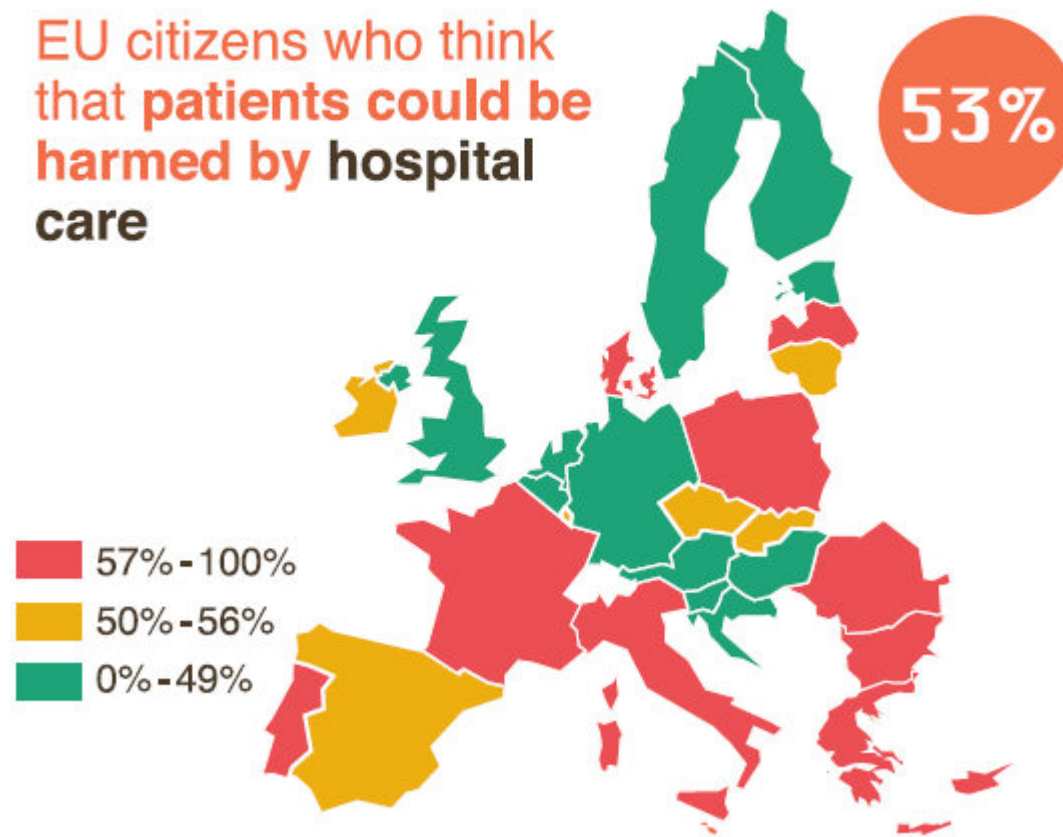 EU citizens who think
that patients could be
harmed by hospital
care
53%
57%-100%
50%-56%
0%-49%